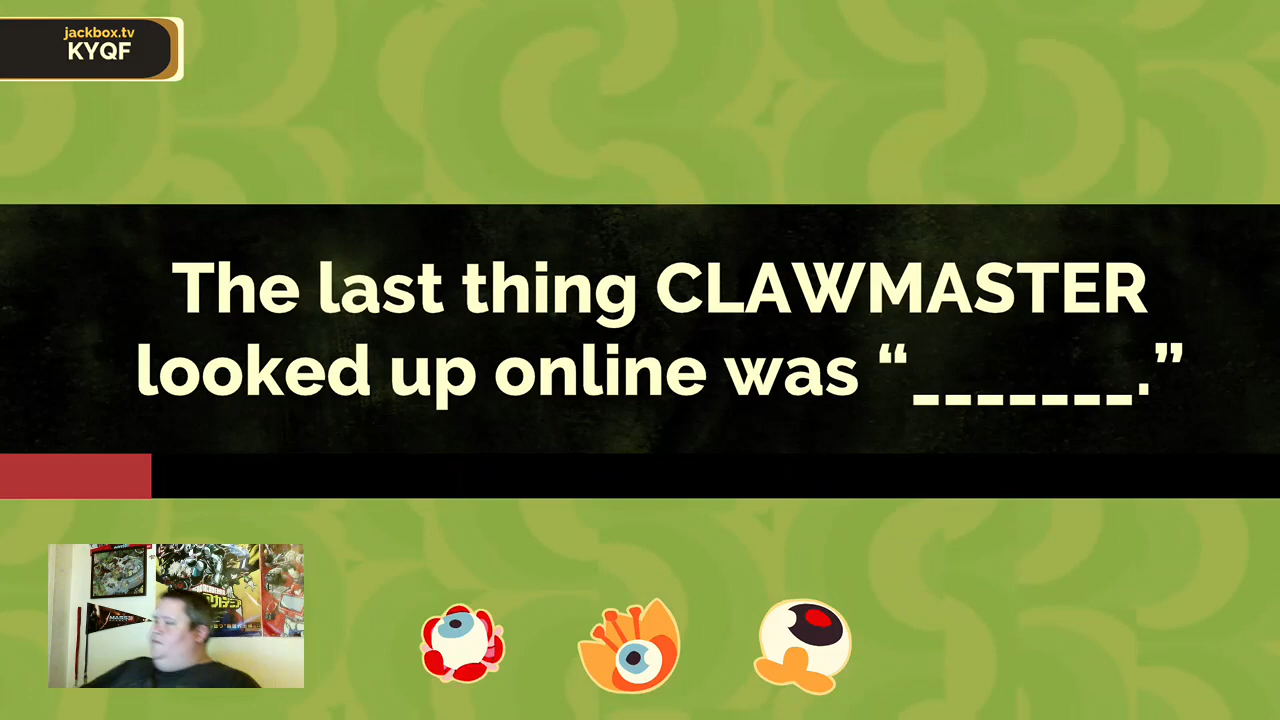 jackbox.tv
KYQF
The last thing CLAWMASTER
looked up online was “_______.”